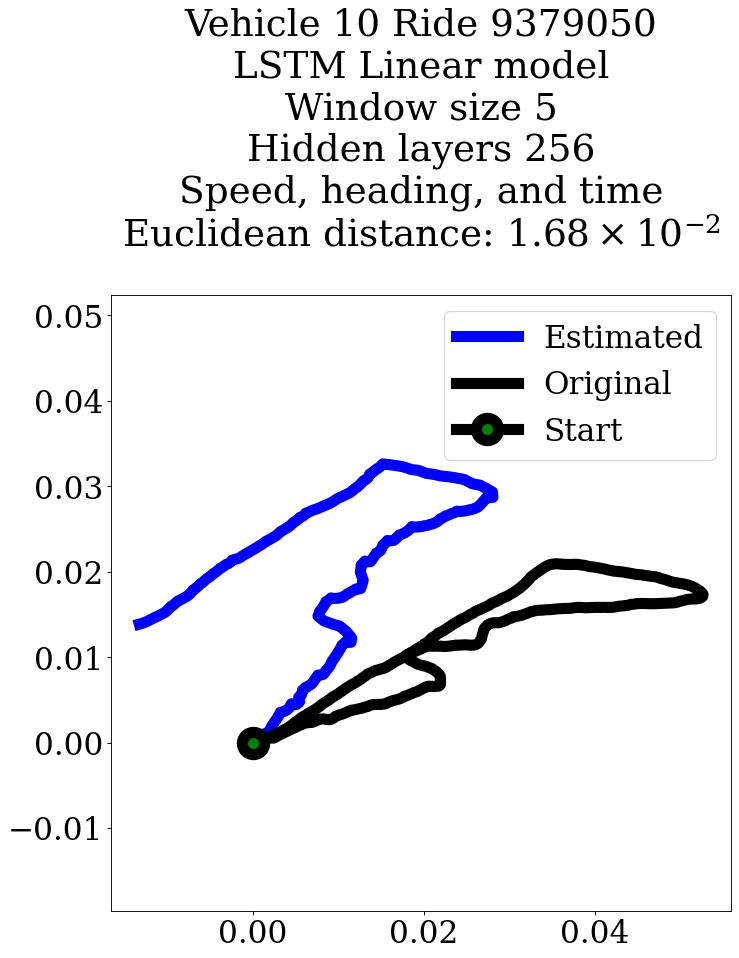 Vehicle 10 Ride 9379050
LSTM Linear model
Window size 5
Hidden layers 256
Speed, heading, and time
Euclidean distance: 1.68 × 10⁻²
Estimated
Original
Start
0.05
0.04
0.03
0.02
0.01
0.00
−0.01
0.00 0.02 0.04